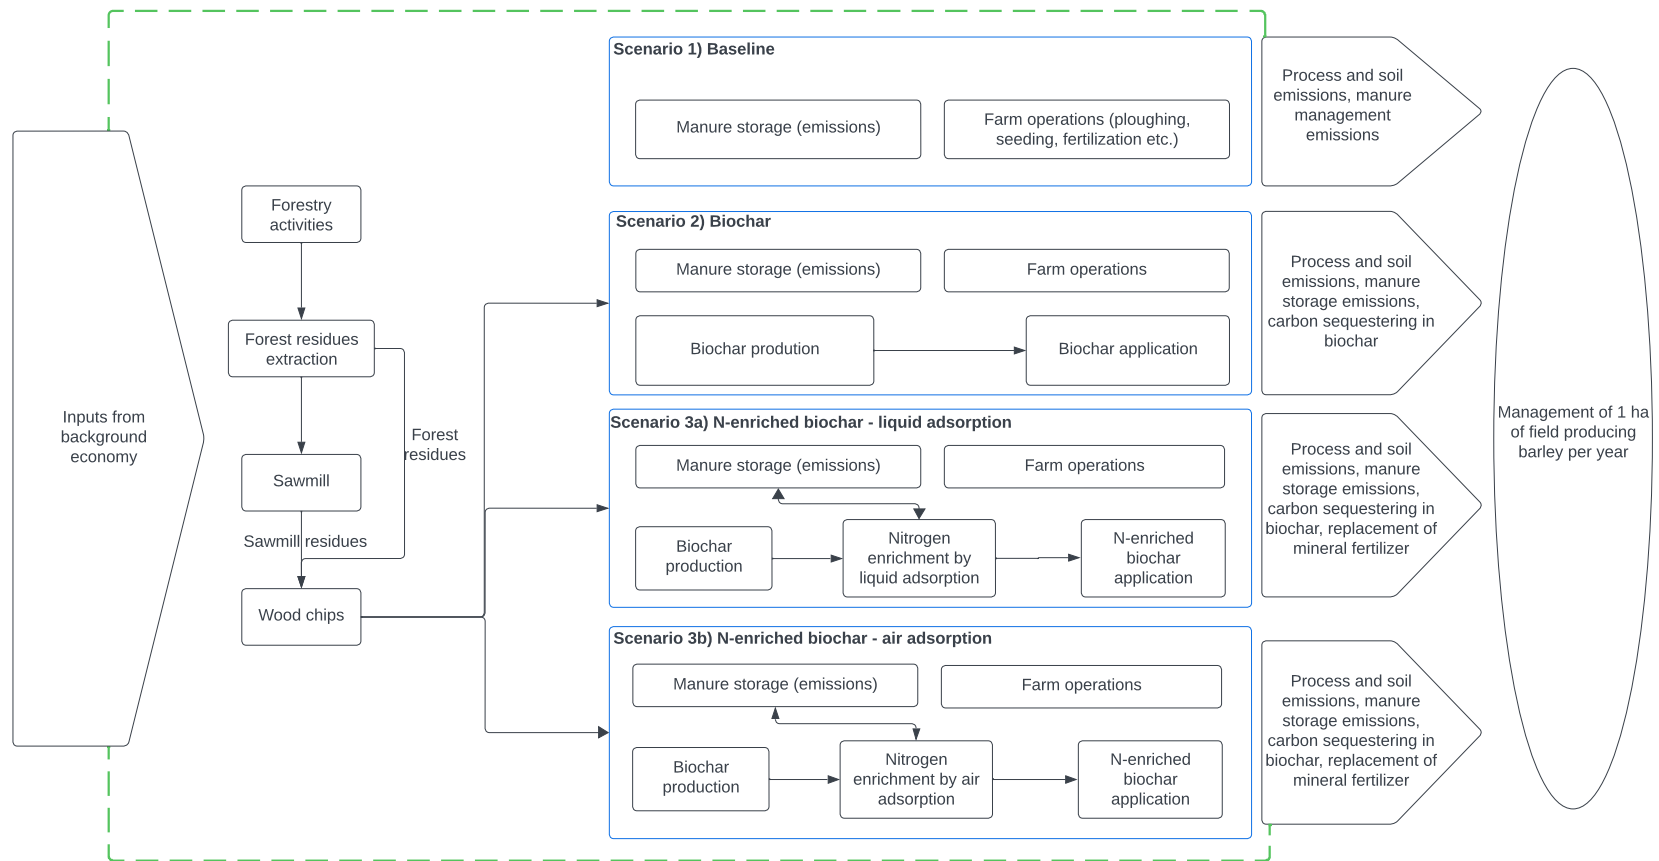 Inputs from
background
economy
Forestry
activities
Forest residues
extraction
Forest
residues
Sawmill
Sawmill residues
Wood chips
Scenario 1) Baseline
Manure storage (emissions)
Farm operations (ploughing,
seeding, fertilization etc.)
Process and soil
emissions, manure
management
emissions
Scenario 2) Biochar
Manure storage (emissions)
Farm operations
Biochar prodution
Biochar application
Process and soil
emissions, manure
storage emissions,
carbon sequestering in
biochar
Scenario 3a) N-enriched biochar - liquid adsorption
Manure storage (emissions)
Farm operations
Biochar
production
Nitrogen
enrichment by
liquid adsorption
N-enriched
biochar
application
Process and soil
emissions, manure
storage emissions,
carbon sequestering in
biochar, replacement of
mineral fertilizer
Scenario 3b) N-enriched biochar - air adsorption
Manure storage (emissions)
Farm operations
Biochar
production
Nitrogen
enrichment by air
adsorption
N-enriched
biochar
application
Process and soil
emissions, manure
storage emissions,
carbon sequestering in
biochar, replacement of
mineral fertilizer
Management of 1 ha
of field producing
barley per year